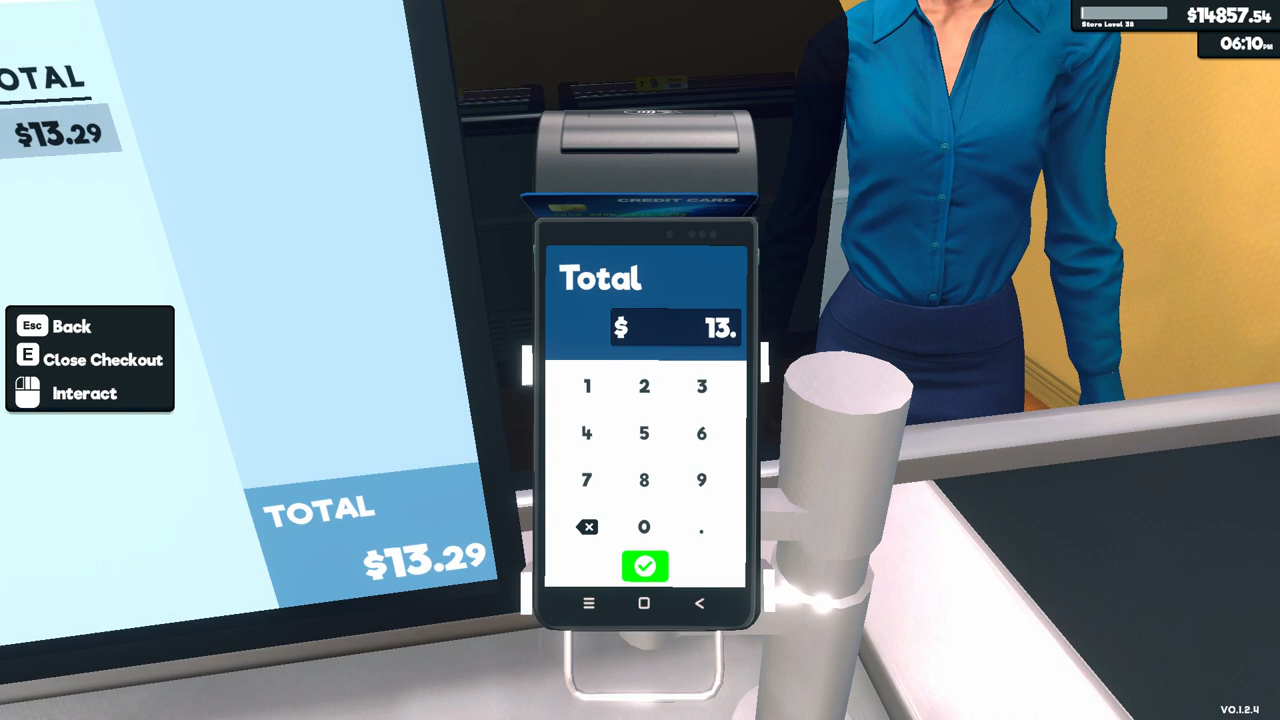 OTAL
$13.29
TOTAL
$13.29
Esc Back
E Close Checkout
Interact
CREDIT CARD
Total
$ 13.
1 2 3
4 5 6
7 8 9
0 .
Store Level 38
$14857.54
06:10PM
V0.1.2.4